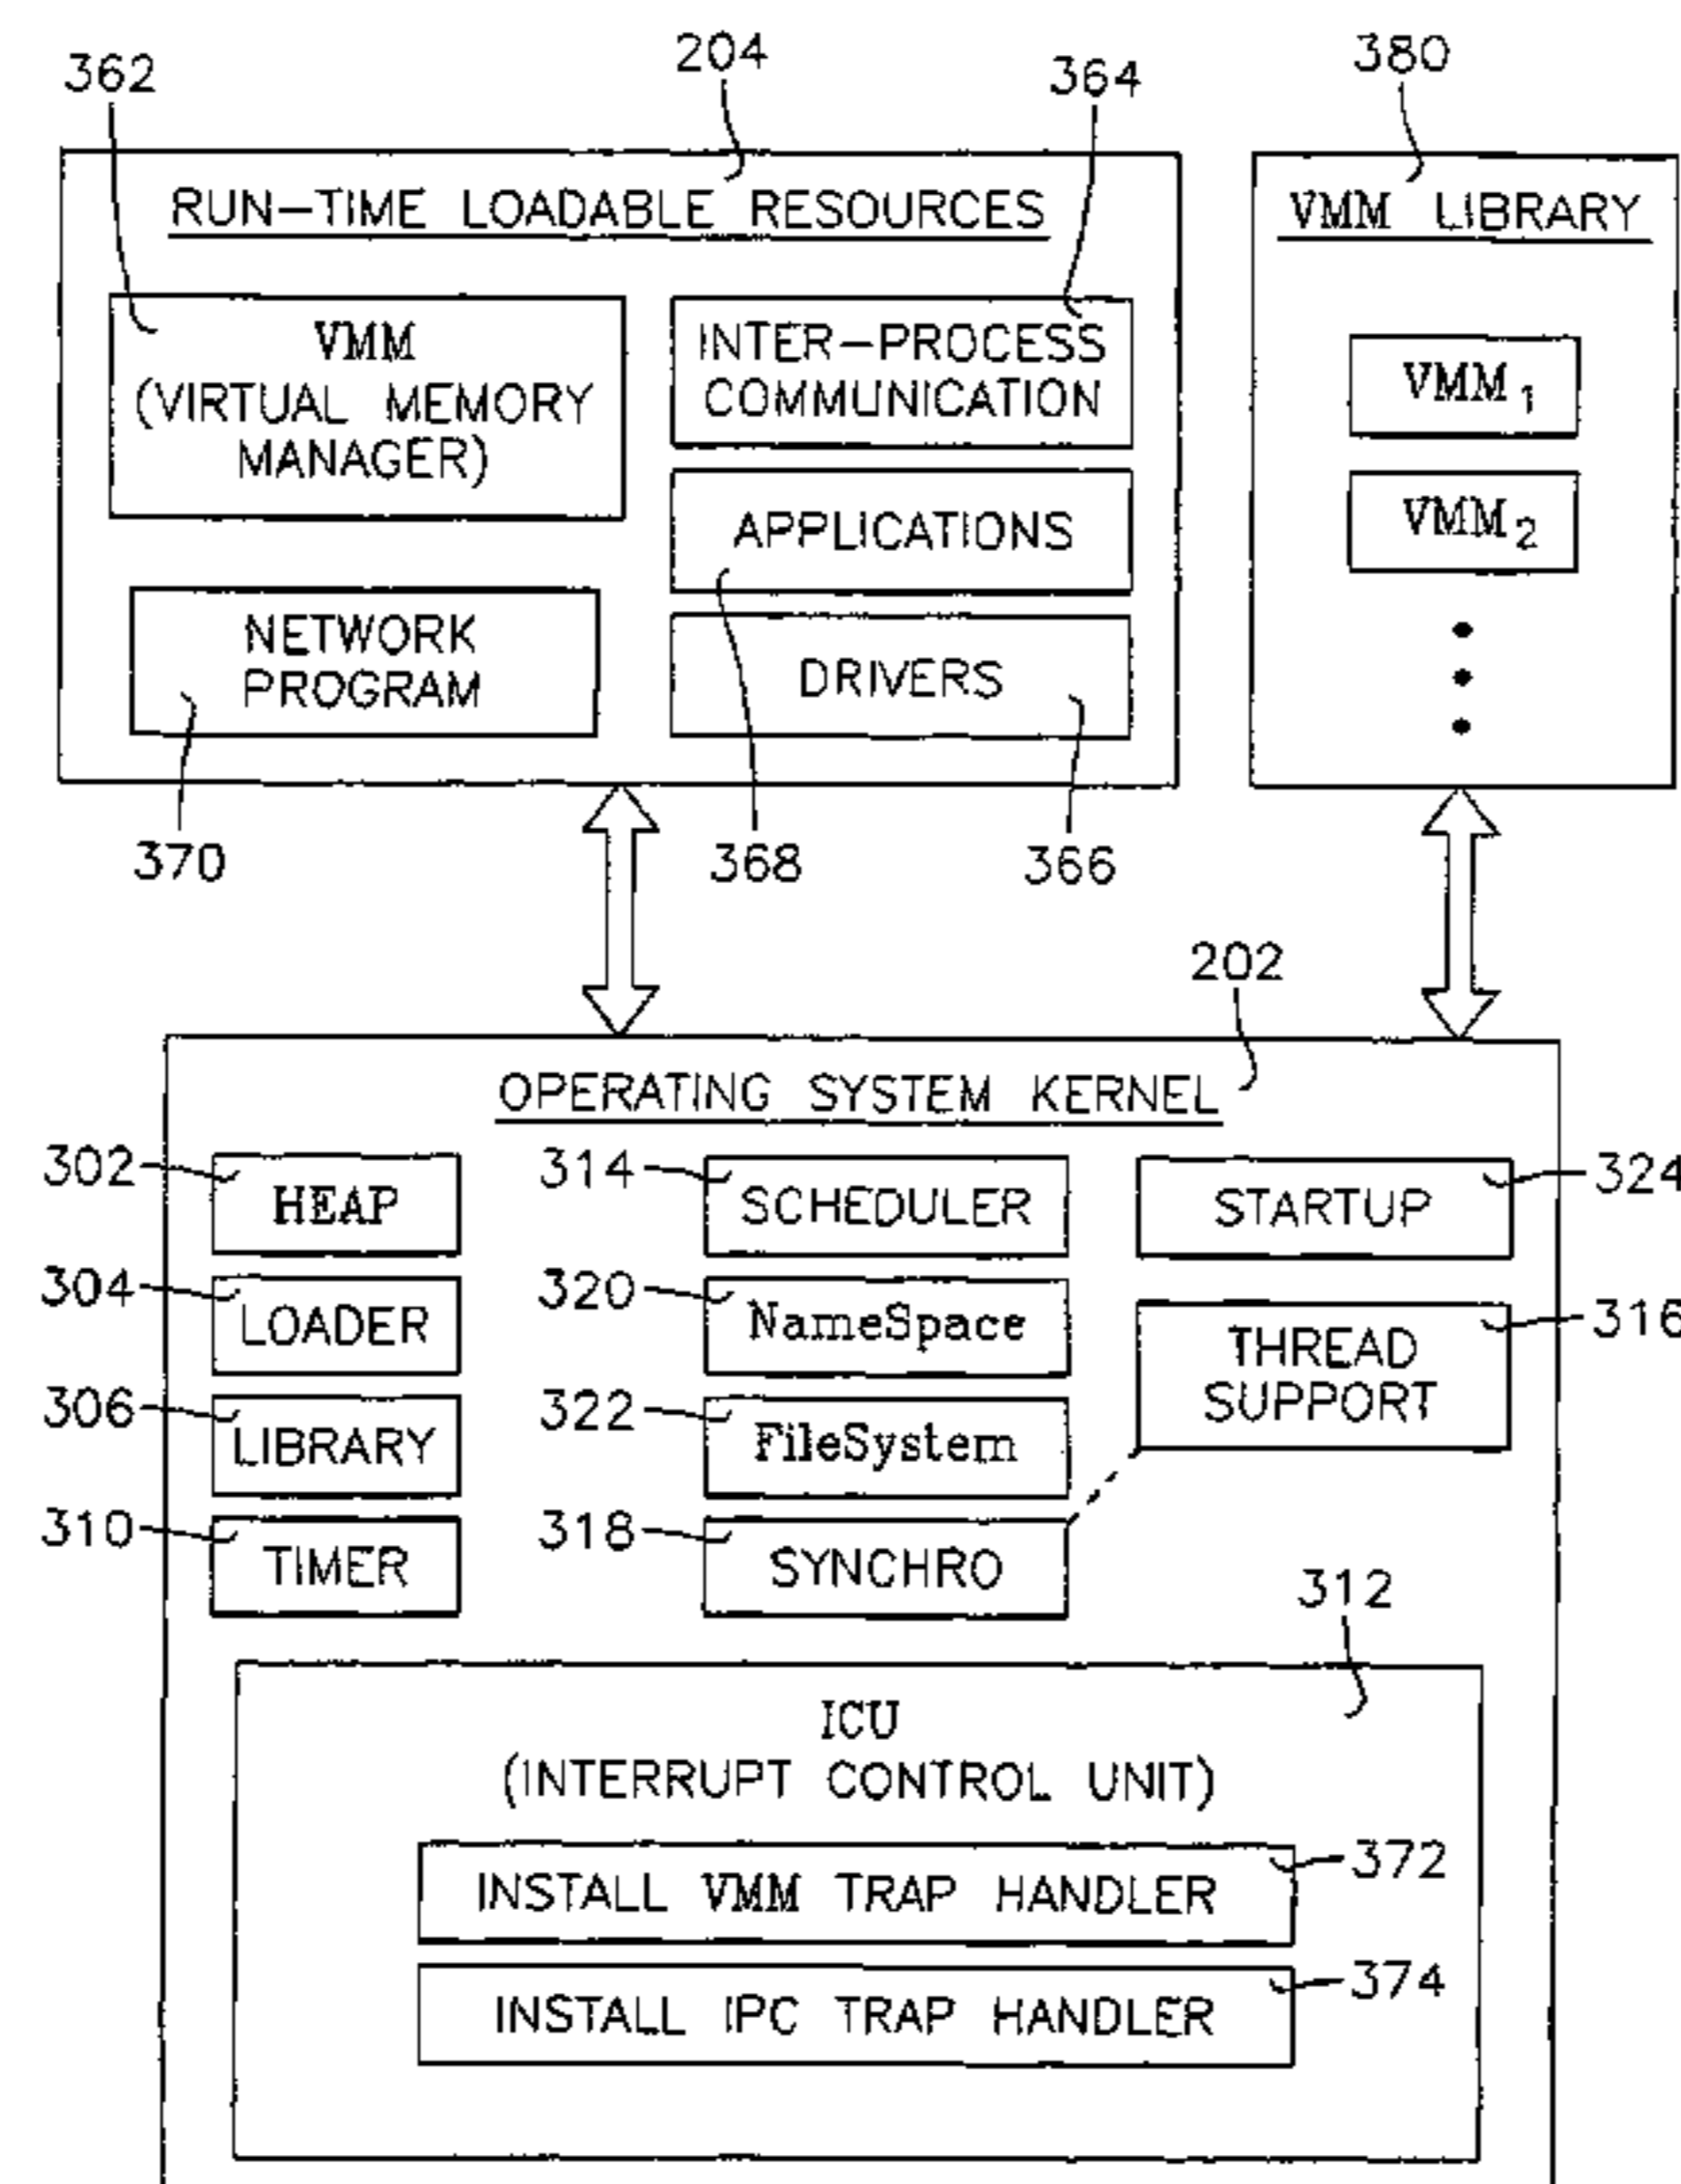 362
204
364
380
RUN-TIME LOADABLE RESOURCES
VMM LIBRARY
VMM
(VIRTUAL MEMORY
MANAGER)
INTER-PROCESS
COMMUNICATION
APPLICATIONS
NETWORK
PROGRAM
DRIVERS
VMM1
VMM2
370
368
366
202
OPERATING SYSTEM KERNEL
302
HEAP
314
SCHEDULER
STARTUP
324
304
LOADER
320
NameSpace
THREAD
SUPPORT
316
306
LIBRARY
322
FileSystem
310
TIMER
318
SYNCHRO
312
ICU
(INTERRUPT CONTROL UNIT)
INSTALL VMM TRAP HANDLER
372
INSTALL IPC TRAP HANDLER
374